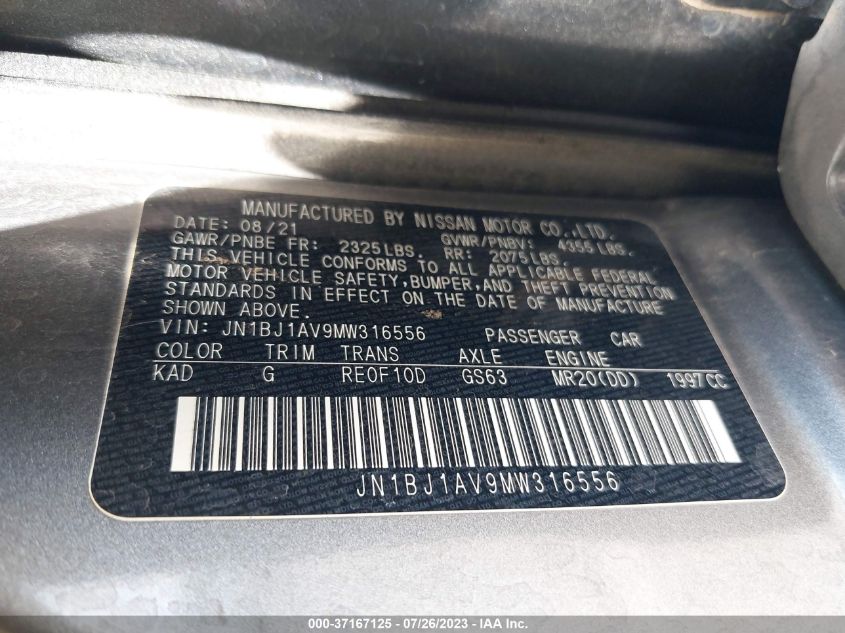 MANUFACTURED BY NISSAN MOTOR CO.,LTD.
DATE: 08/21 GVWR/PNBV: 4355 LBS.
GAWR/PNBE FR: 2325LBS. RR: 2075LBS.
THIS VEHICLE CONFORMS TO ALL APPLICABLE FEDERAL
MOTOR VEHICLE SAFETY,BUMPER,AND THEFT PREVENTION
STANDARDS IN EFFECT ON THE DATE OF MANUFACTURE
SHOWN ABOVE.
VIN: JN1BJ1AV9MW316556 PASSENGER CAR
COLOR TRIM TRANS AXLE ENGINE
KAD G RE0F10D GS63 MR20(DD) 1997CC
JN1BJ1AV9MW316556
000-37167125 - 07/26/2023 - IAA Inc.